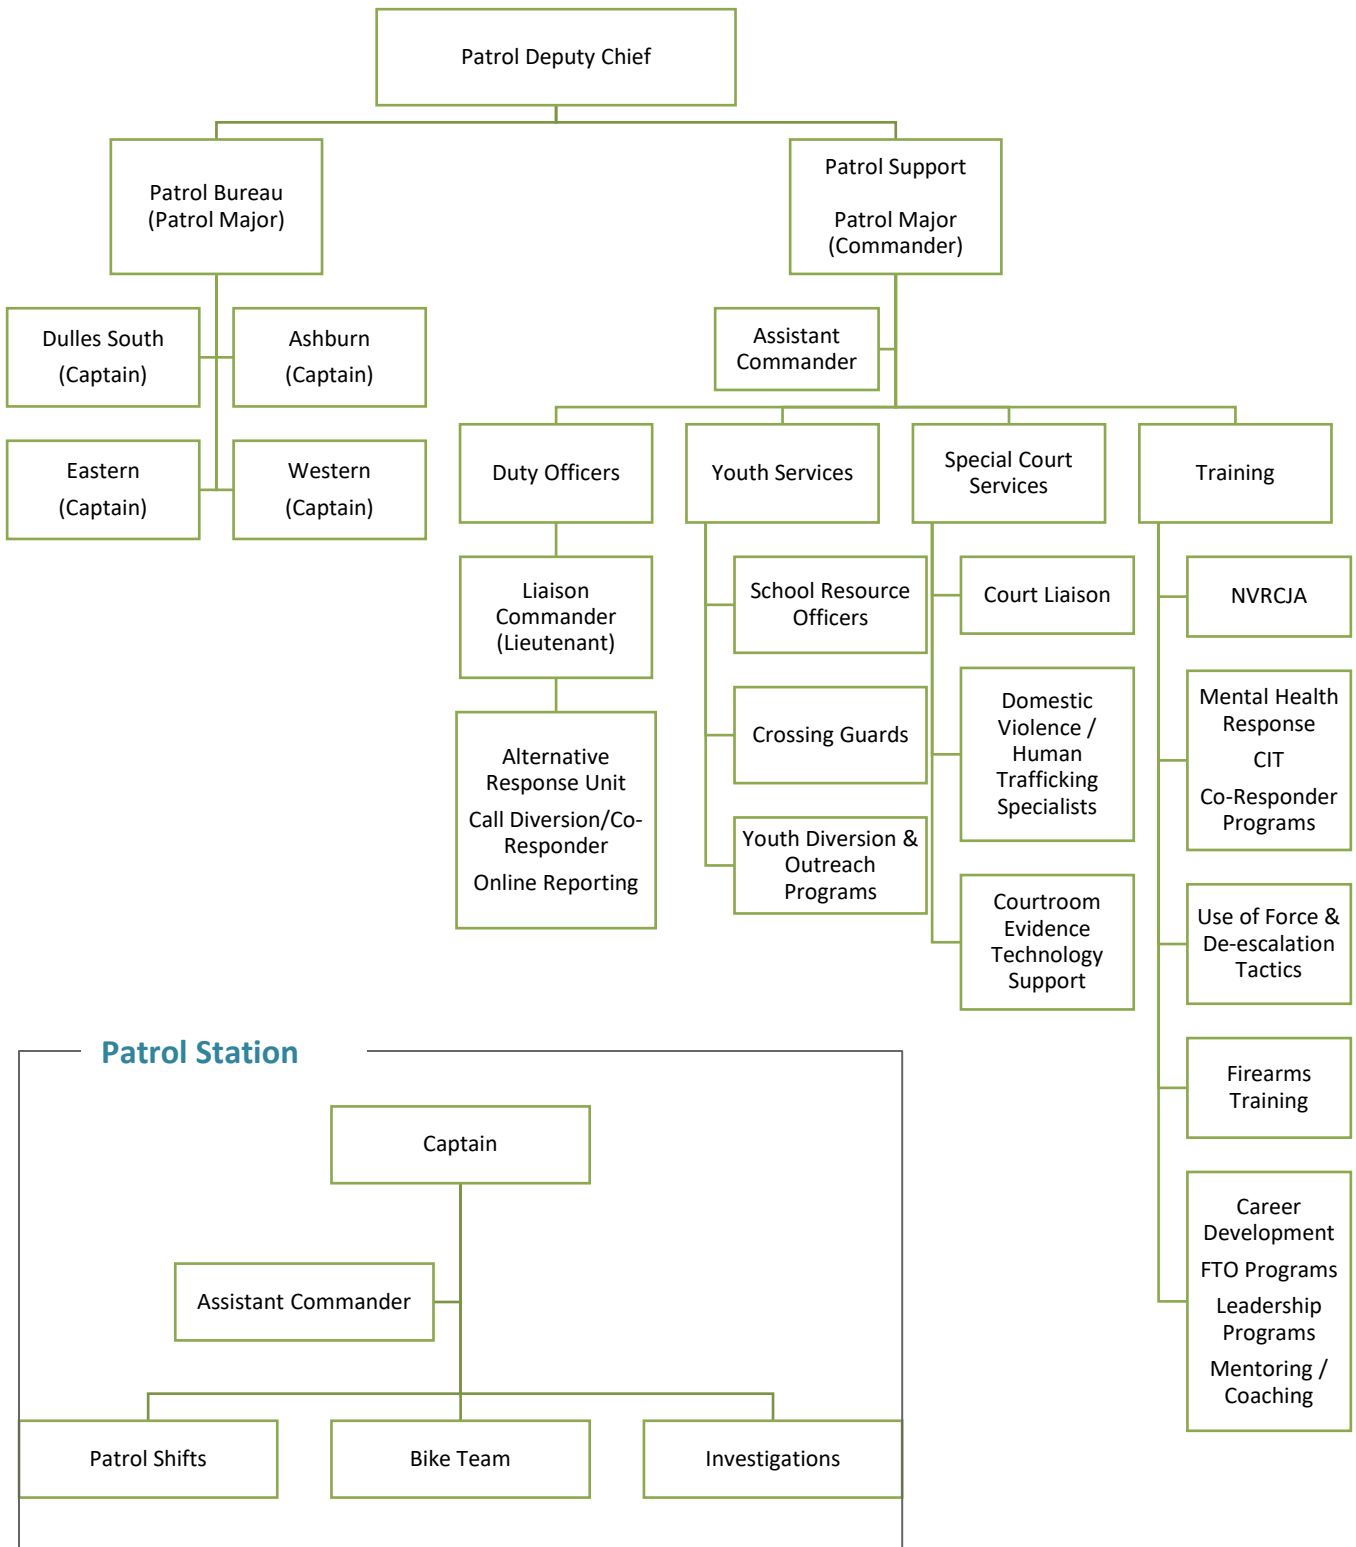 Patrol Deputy Chief
Patrol Bureau
(Patrol Major)
Patrol Support
Patrol Major
(Commander)
Dulles South
(Captain)
Ashburn
(Captain)
Eastern
(Captain)
Western
(Captain)
Assistant
Commander
Duty Officers
Youth Services
Special Court
Services
Training
Liaison
Commander
(Lieutenant)
Alternative
Response Unit
Call Diversion/Co-
Responder
Online Reporting
School Resource
Officers
Crossing Guards
Youth Diversion &
Outreach
Programs
Court Liaison
Domestic
Violence /
Human
Trafficking
Specialists
Courtroom
Evidence
Technology
Support
NVRCJA
Mental Health
Response
CIT
Co-Responder
Programs
Use of Force &
De-escalation
Tactics
Firearms
Training
Career
Development
FTO Programs
Leadership
Programs
Mentoring /
Coaching
Patrol Station
Captain
Assistant Commander
Patrol Shifts
Bike Team
Investigations